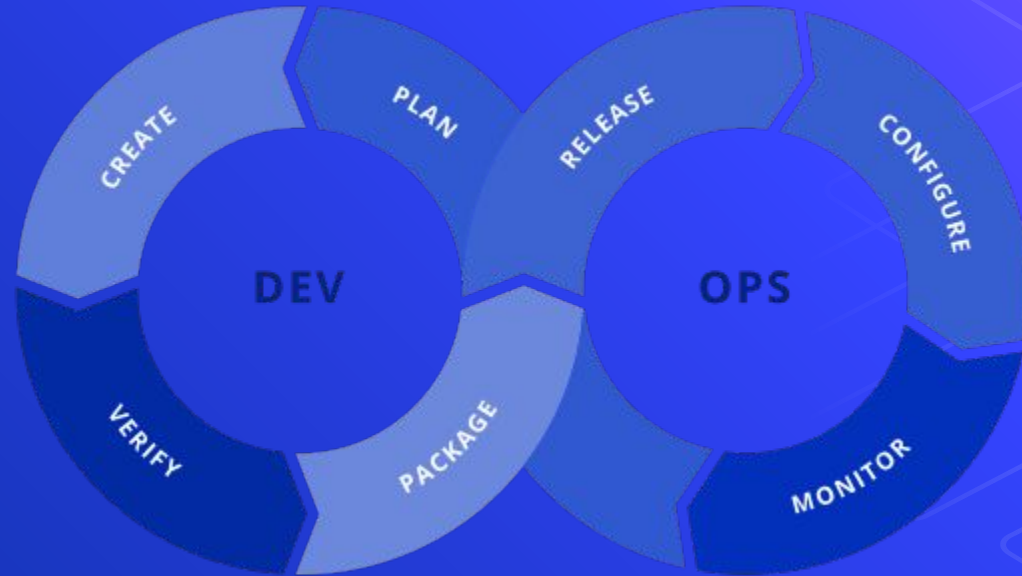 CREATE
PLAN
RELEASE
CONFIGURE
DEV
OPS
VERIFY
PACKAGE
MONITOR